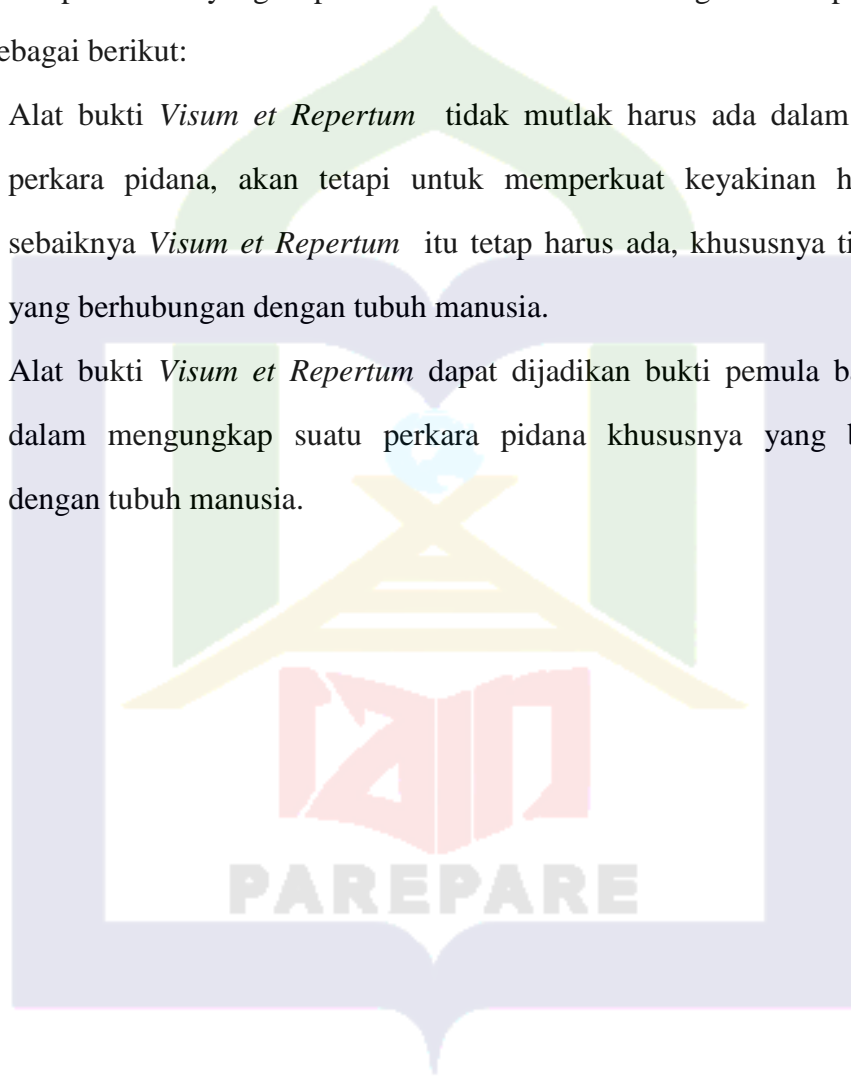 sebagai berikut:
Alat bukti Visum et Repertum tidak mutlak harus ada dalam
perkara pidana, akan tetapi untuk memperkuat keyakinan h
sebaiknya Visum et Repertum itu tetap harus ada, khususnya ti
yang berhubungan dengan tubuh manusia.
Alat bukti Visum et Repertum dapat dijadikan bukti pemula b
dalam mengungkap suatu perkara pidana khususnya yang b
dengan tubuh manusia.
iain
PAREPARE